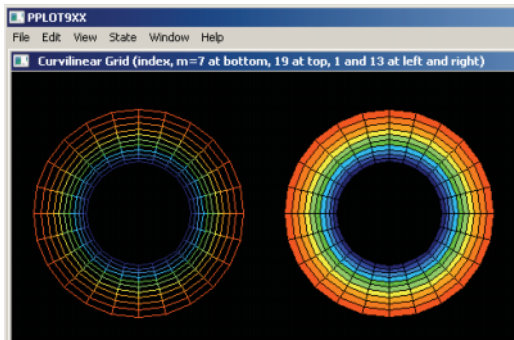 PPLOT9XX
File Edit View State Window Help
Curvilinear Grid (index, m=7 at bottom, 19 at top, 1 and 13 at left and right)